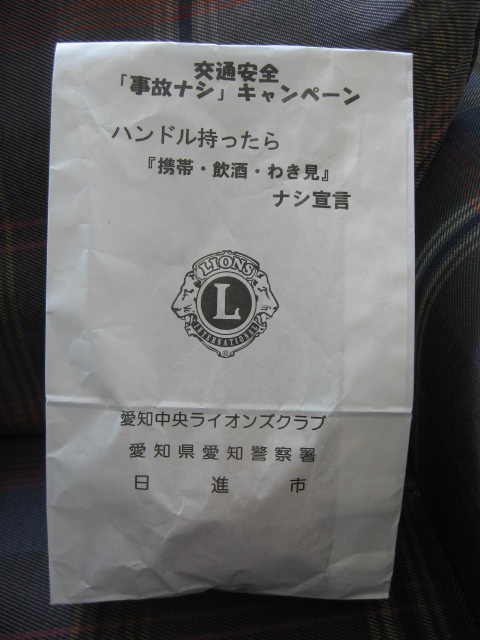 交通安全
「事故ナシ」キャンペーン
ハンドル持ったら
『携帯・飲酒・わき見』
ナシ宣言
LIONS
L
INTERNATIONAL
愛知中央ライオンズクラブ
愛知県愛知警察署
日進市